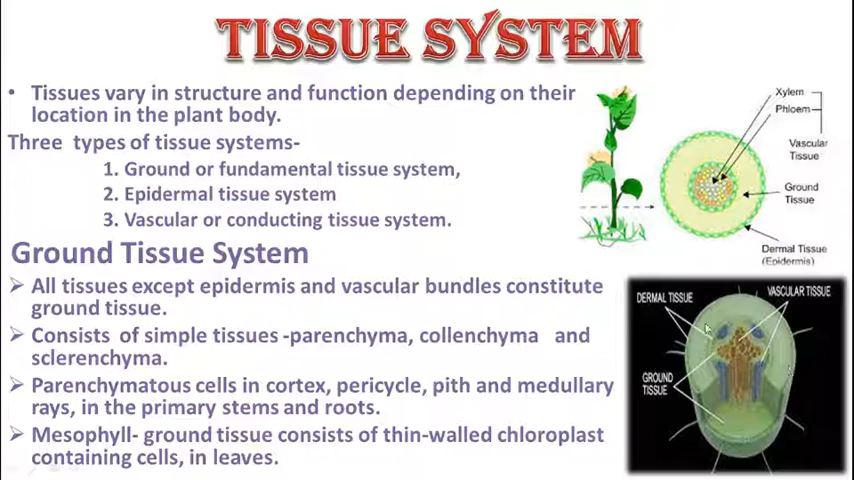 TISSUE SYSTEM
• Tissues vary in structure and function depending on their
location in the plant body.
Three types of tissue systems-
1. Ground or fundamental tissue system,
2. Epidermal tissue system
3. Vascular or conducting tissue system.
Ground Tissue System
➢ All tissues except epidermis and vascular bundles constitute
ground tissue.
➢ Consists of simple tissues -parenchyma, collenchyma and
sclerenchyma.
➢ Parenchymatous cells in cortex, pericycle, pith and medullary
rays, in the primary stems and roots.
➢ Mesophyll- ground tissue consists of thin-walled chloroplast
containing cells, in leaves.
Xylem
Phloem
Vascular
Tissue
Ground
Tissue
Dermal Tissue
(Epidermis)
DERMAL TISSUE
VASCULAR TISSUE
GROUND
TISSUE